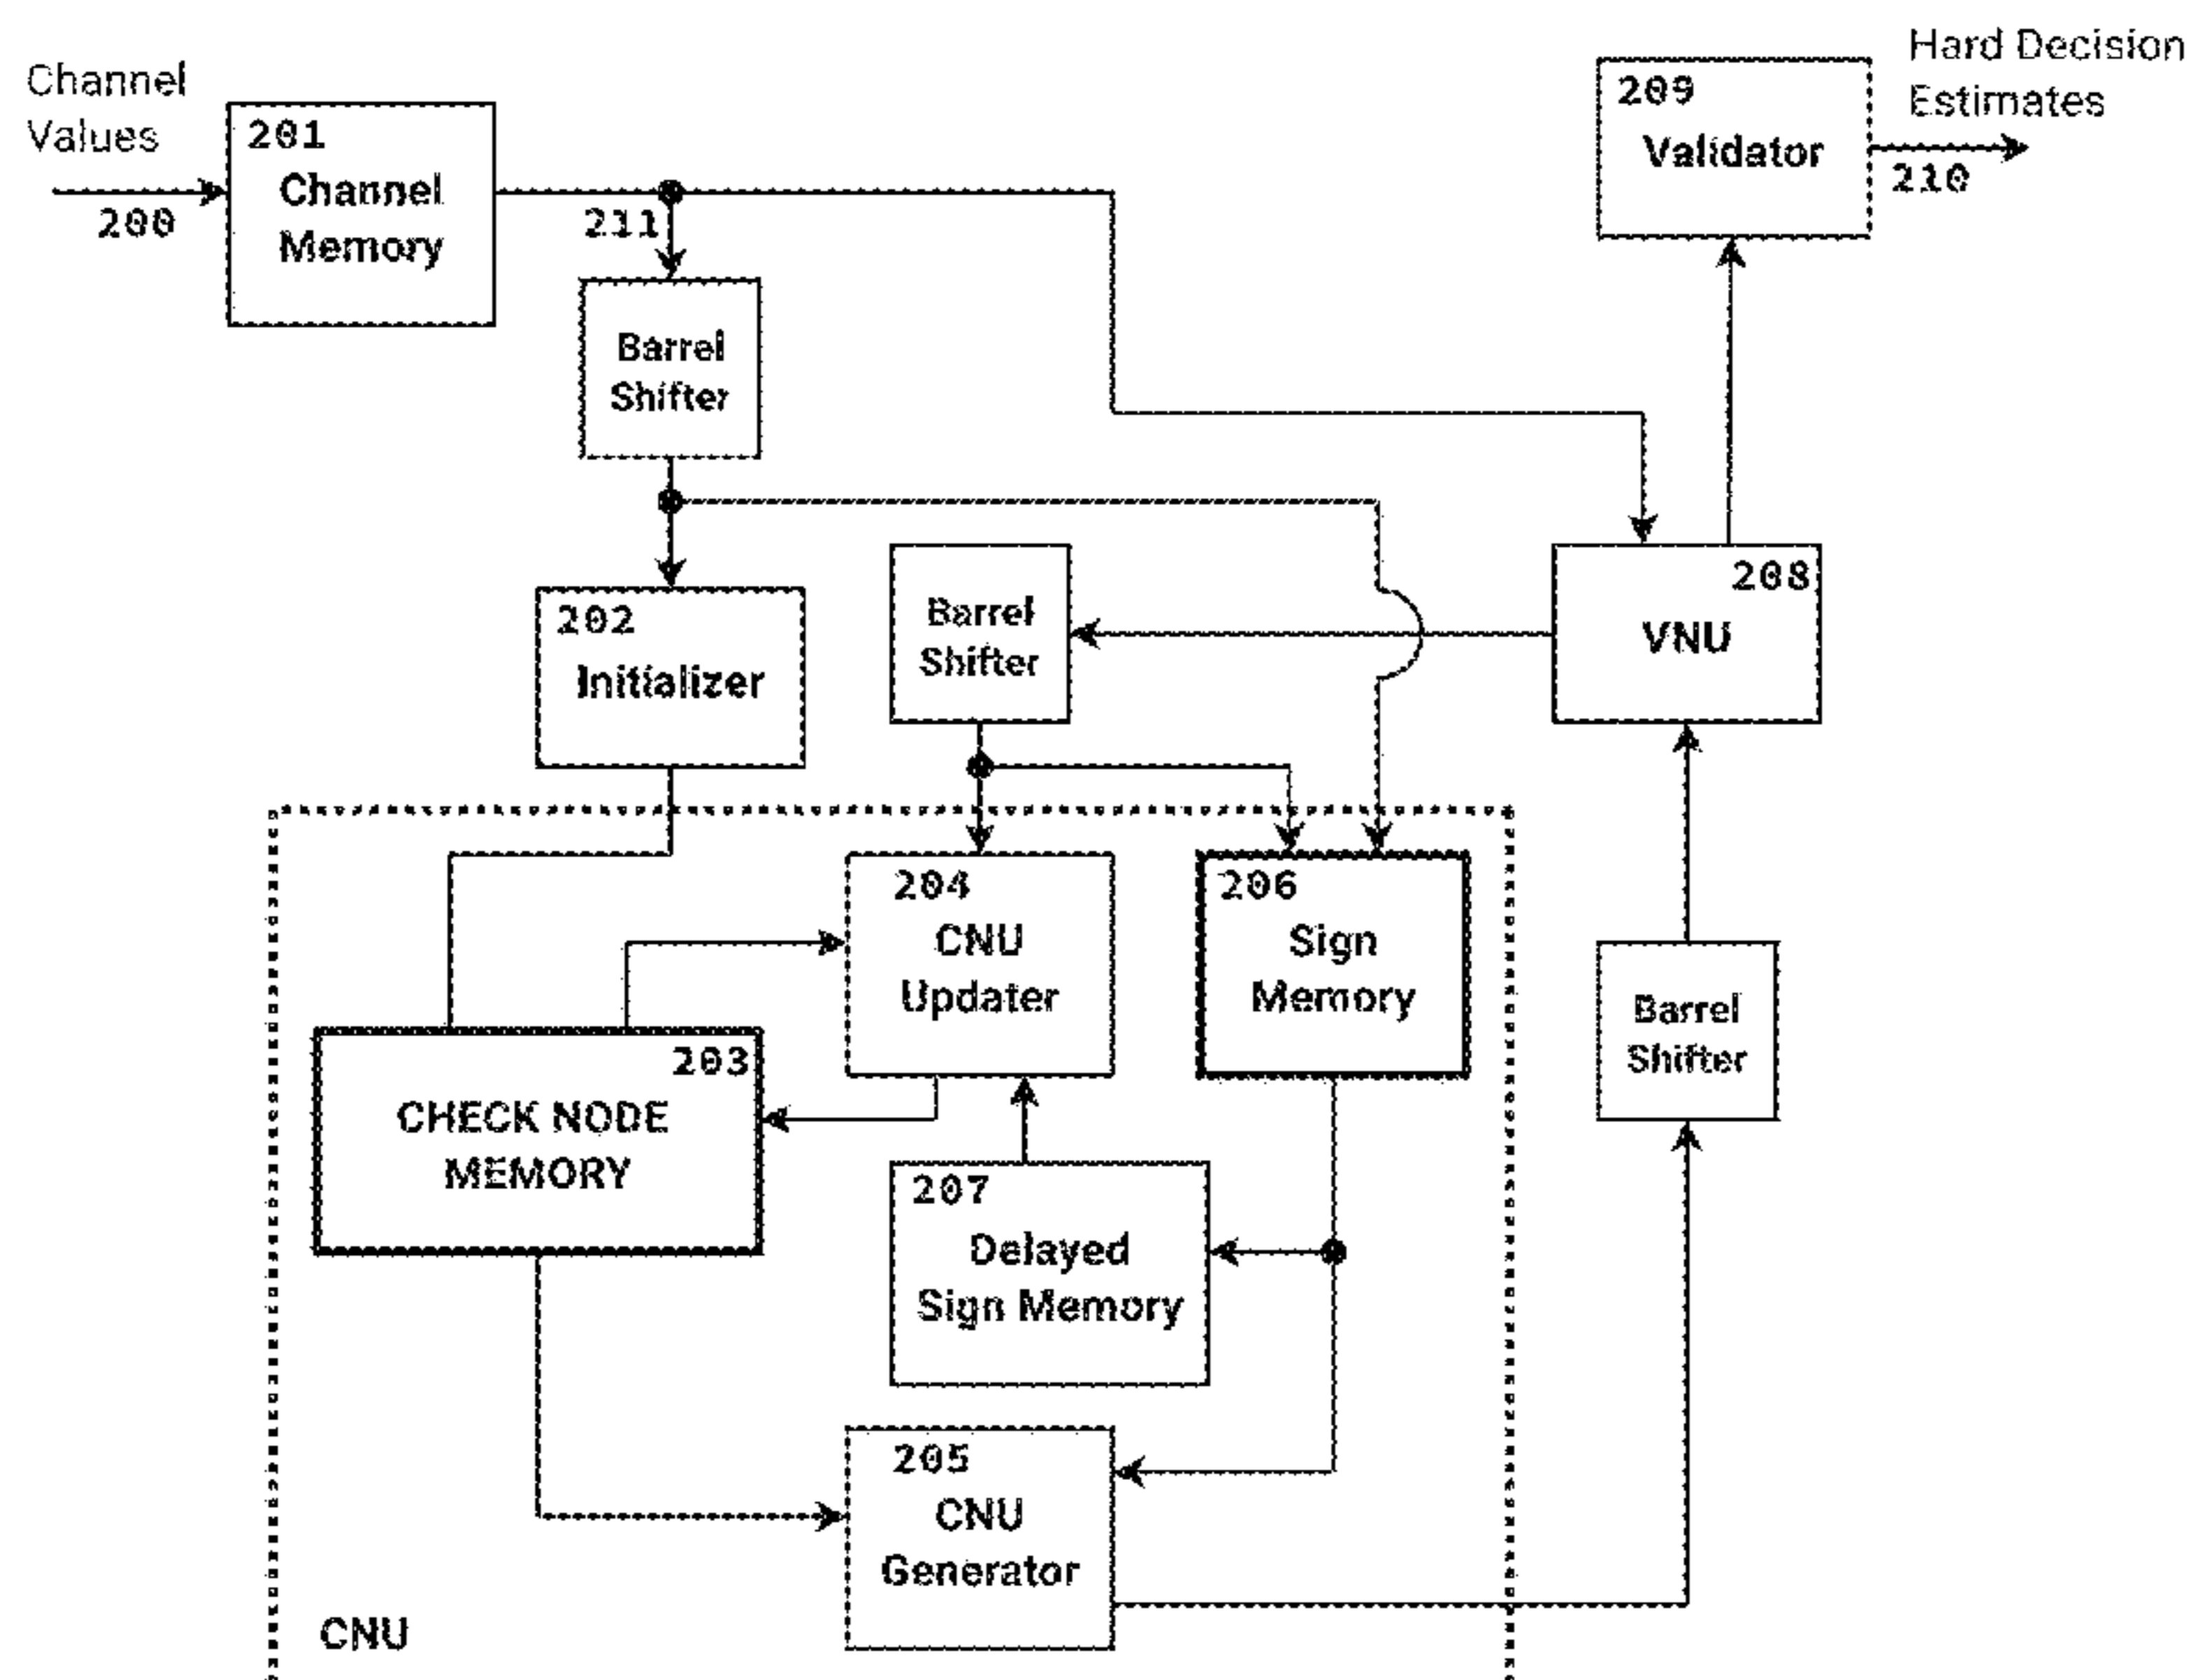 Channel
Values
200
201
Channel
Memory
211
Barrel
Shifter
209
Validator
Hard Decision
Estimates
210
202
Initializer
Barrel
Shifter
208
VNU
204
CNU
Updater
206
Sign
Memory
203
CHECK NODE
MEMORY
Barrel
Shifter
207
Delayed
Sign Memory
205
CNU
Generator
CNU